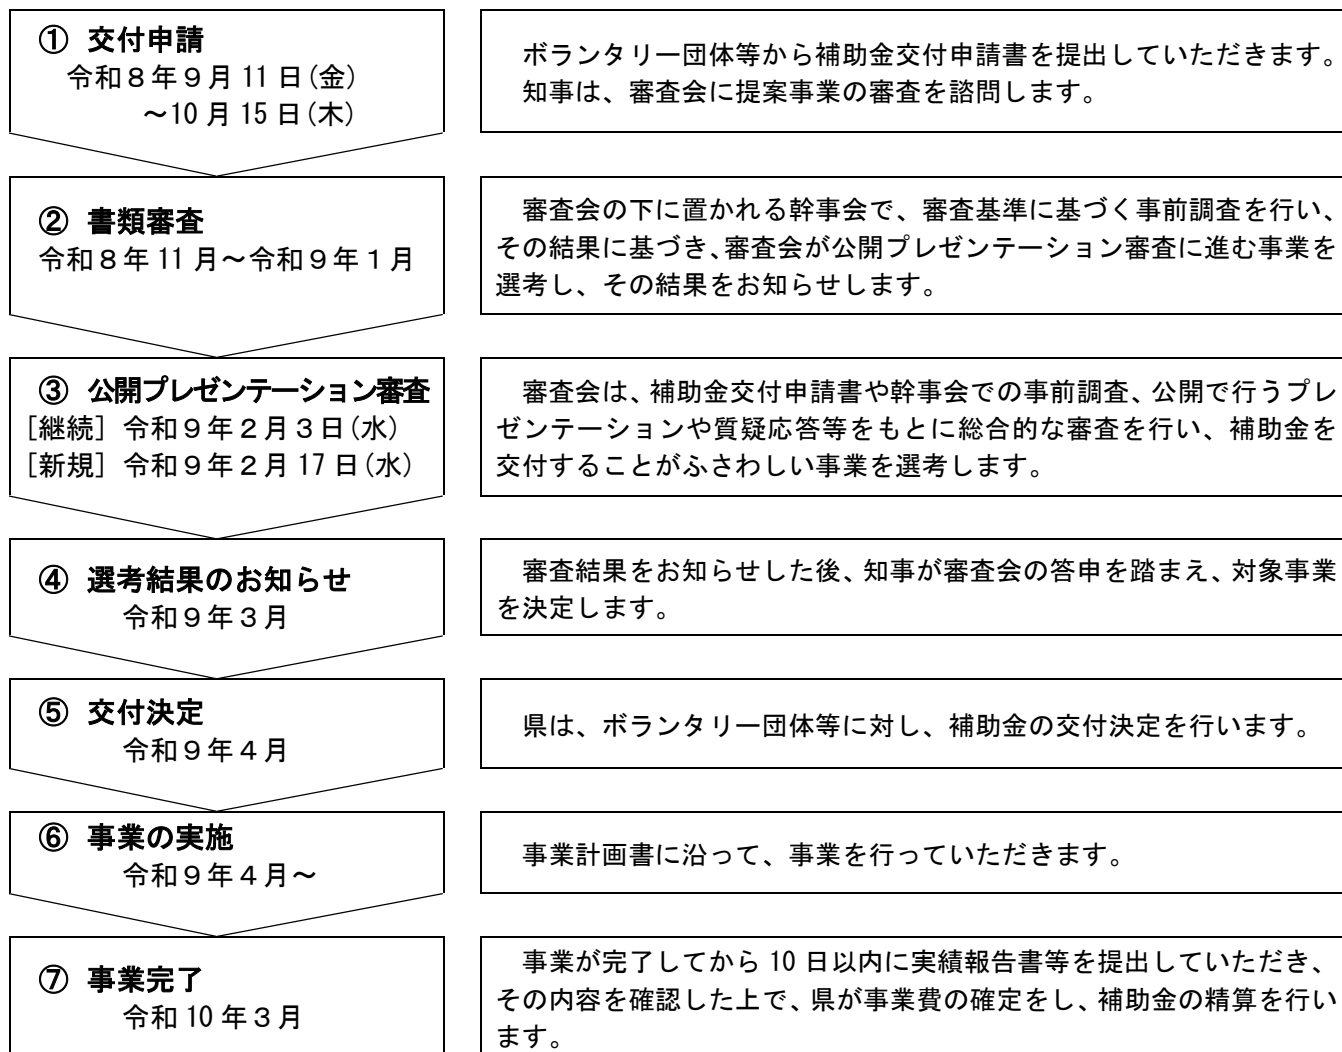 ① 交付申請
令和８年９月11日(金)
～10月15日(木)
ボランタリー団体等から補助金交付申請書を提出していただきます。
知事は、審査会に提案事業の審査を諮問します。
② 書類審査
令和８年11月～令和９年１月
審査会の下に置かれる幹事会で、審査基準に基づく事前調査を行い、
その結果に基づき、審査会が公開プレゼンテーション審査に進む事業を
選考し、その結果をお知らせします。
③ 公開プレゼンテーション審査
[継続] 令和９年２月３日(水)
[新規] 令和９年２月17日(水)
審査会は、補助金交付申請書や幹事会での事前調査、公開で行うプレ
ゼンテーションや質疑応答等をもとに総合的な審査を行い、補助金を
交付することがふさわしい事業を選考します。
④ 選考結果のお知らせ
令和９年３月
審査結果をお知らせした後、知事が審査会の答申を踏まえ、対象事業
を決定します。
⑤ 交付決定
令和９年４月
県は、ボランタリー団体等に対し、補助金の交付決定を行います。
⑥ 事業の実施
令和９年４月～
事業計画書に沿って、事業を行っていただきます。
⑦ 事業完了
令和10年３月
事業が完了してから10日以内に実績報告書等を提出していただき、
その内容を確認した上で、県が事業費の確定をし、補助金の精算を行い
ます。